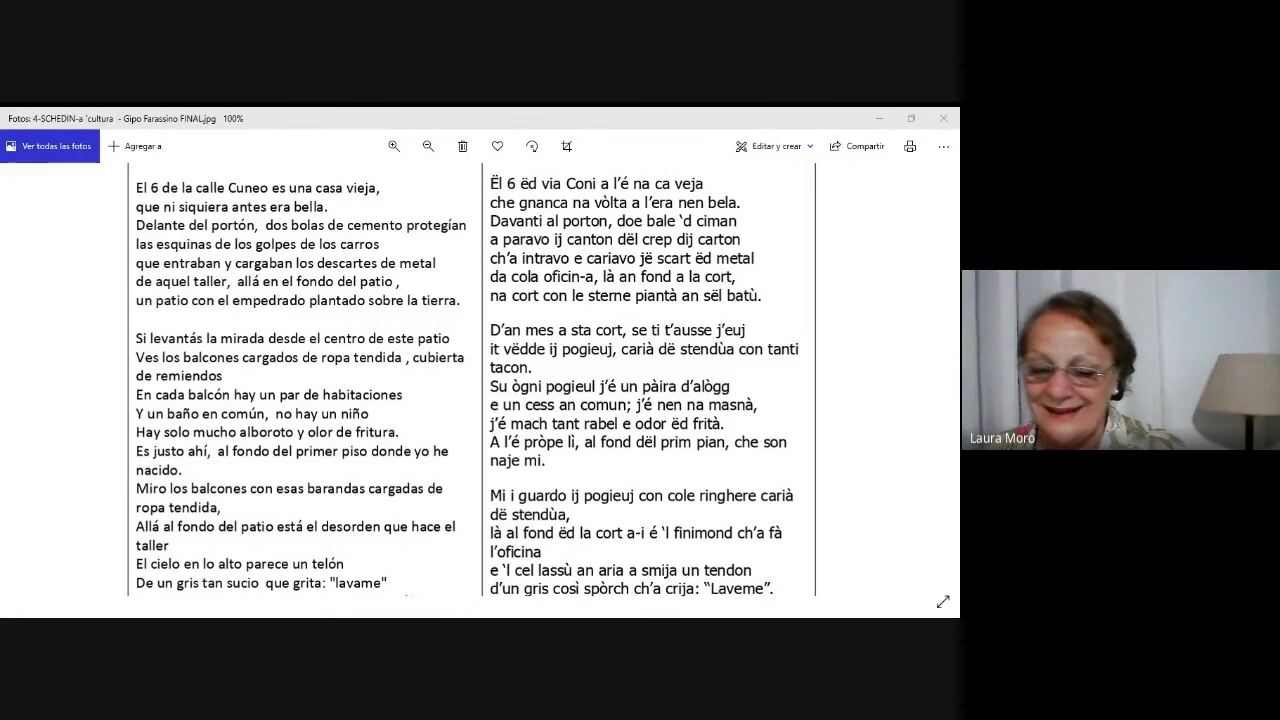 Fotos: 4-SCHEDIN-a 'cultura - Gipo Farassino FINAL.jpg 100%
Ver todas las fotos
Agregar a
Editar y crear
Compartir
El 6 de la calle Cuneo es una casa vieja,
que ni siquiera antes era bella.
Delante del portón, dos bolas de cemento protegían
las esquinas de los golpes de los carros
que entraban y cargaban los descartes de metal
de aquel taller, allá en el fondo del patio ,
un patio con el empedrado plantado sobre la tierra.
Si levantás la mirada desde el centro de este patio
Ves los balcones cargados de ropa tendida , cubierta
de remiendos
En cada balcón hay un par de habitaciones
Y un baño en común, no hay un niño
Hay solo mucho alboroto y olor de fritura.
Es justo ahí, al fondo del primer piso donde yo he
nacido.
Miro los balcones con esas barandas cargadas de
ropa tendida,
Allá al fondo del patio está el desorden que hace el
taller
El cielo en lo alto parece un telón
De un gris tan sucio que grita: "lavame"
Ël 6 ëd via Coni a l'é na ca veja
che gnanca na vòlta a l'era nen bela.
Davanti al porton, doe bale 'd ciman
a paravo ij canton dël crep dij carton
ch'a intravo e cariavo jë scart ëd metal
da cola oficin-a, là an fond a la cort,
na cort con le sterne piantà an sël batù.
D'an mes a sta cort, se ti t'ausse j'euj
it vëdde ij pogieuj, carià dë stendùa con tanti
tacon.
Su ògni pogieul j'é un pàira d'alògg
e un cess an comun; j'é nen na masnà,
j'é mach tant rabel e odor ëd frità.
A l'é pròpe lì, al fond dël prim pian, che son
naje mi.
Mi i guardo ij pogieuj con cole ringhere carià
dë stendùa,
là al fond ëd la cort a-i é 'l finimond ch'a fà
l'oficina
e 'l cel lassù an aria a smija un tendon
d'un gris così spòrch ch'a crija: "Laveme".
Laura Moro